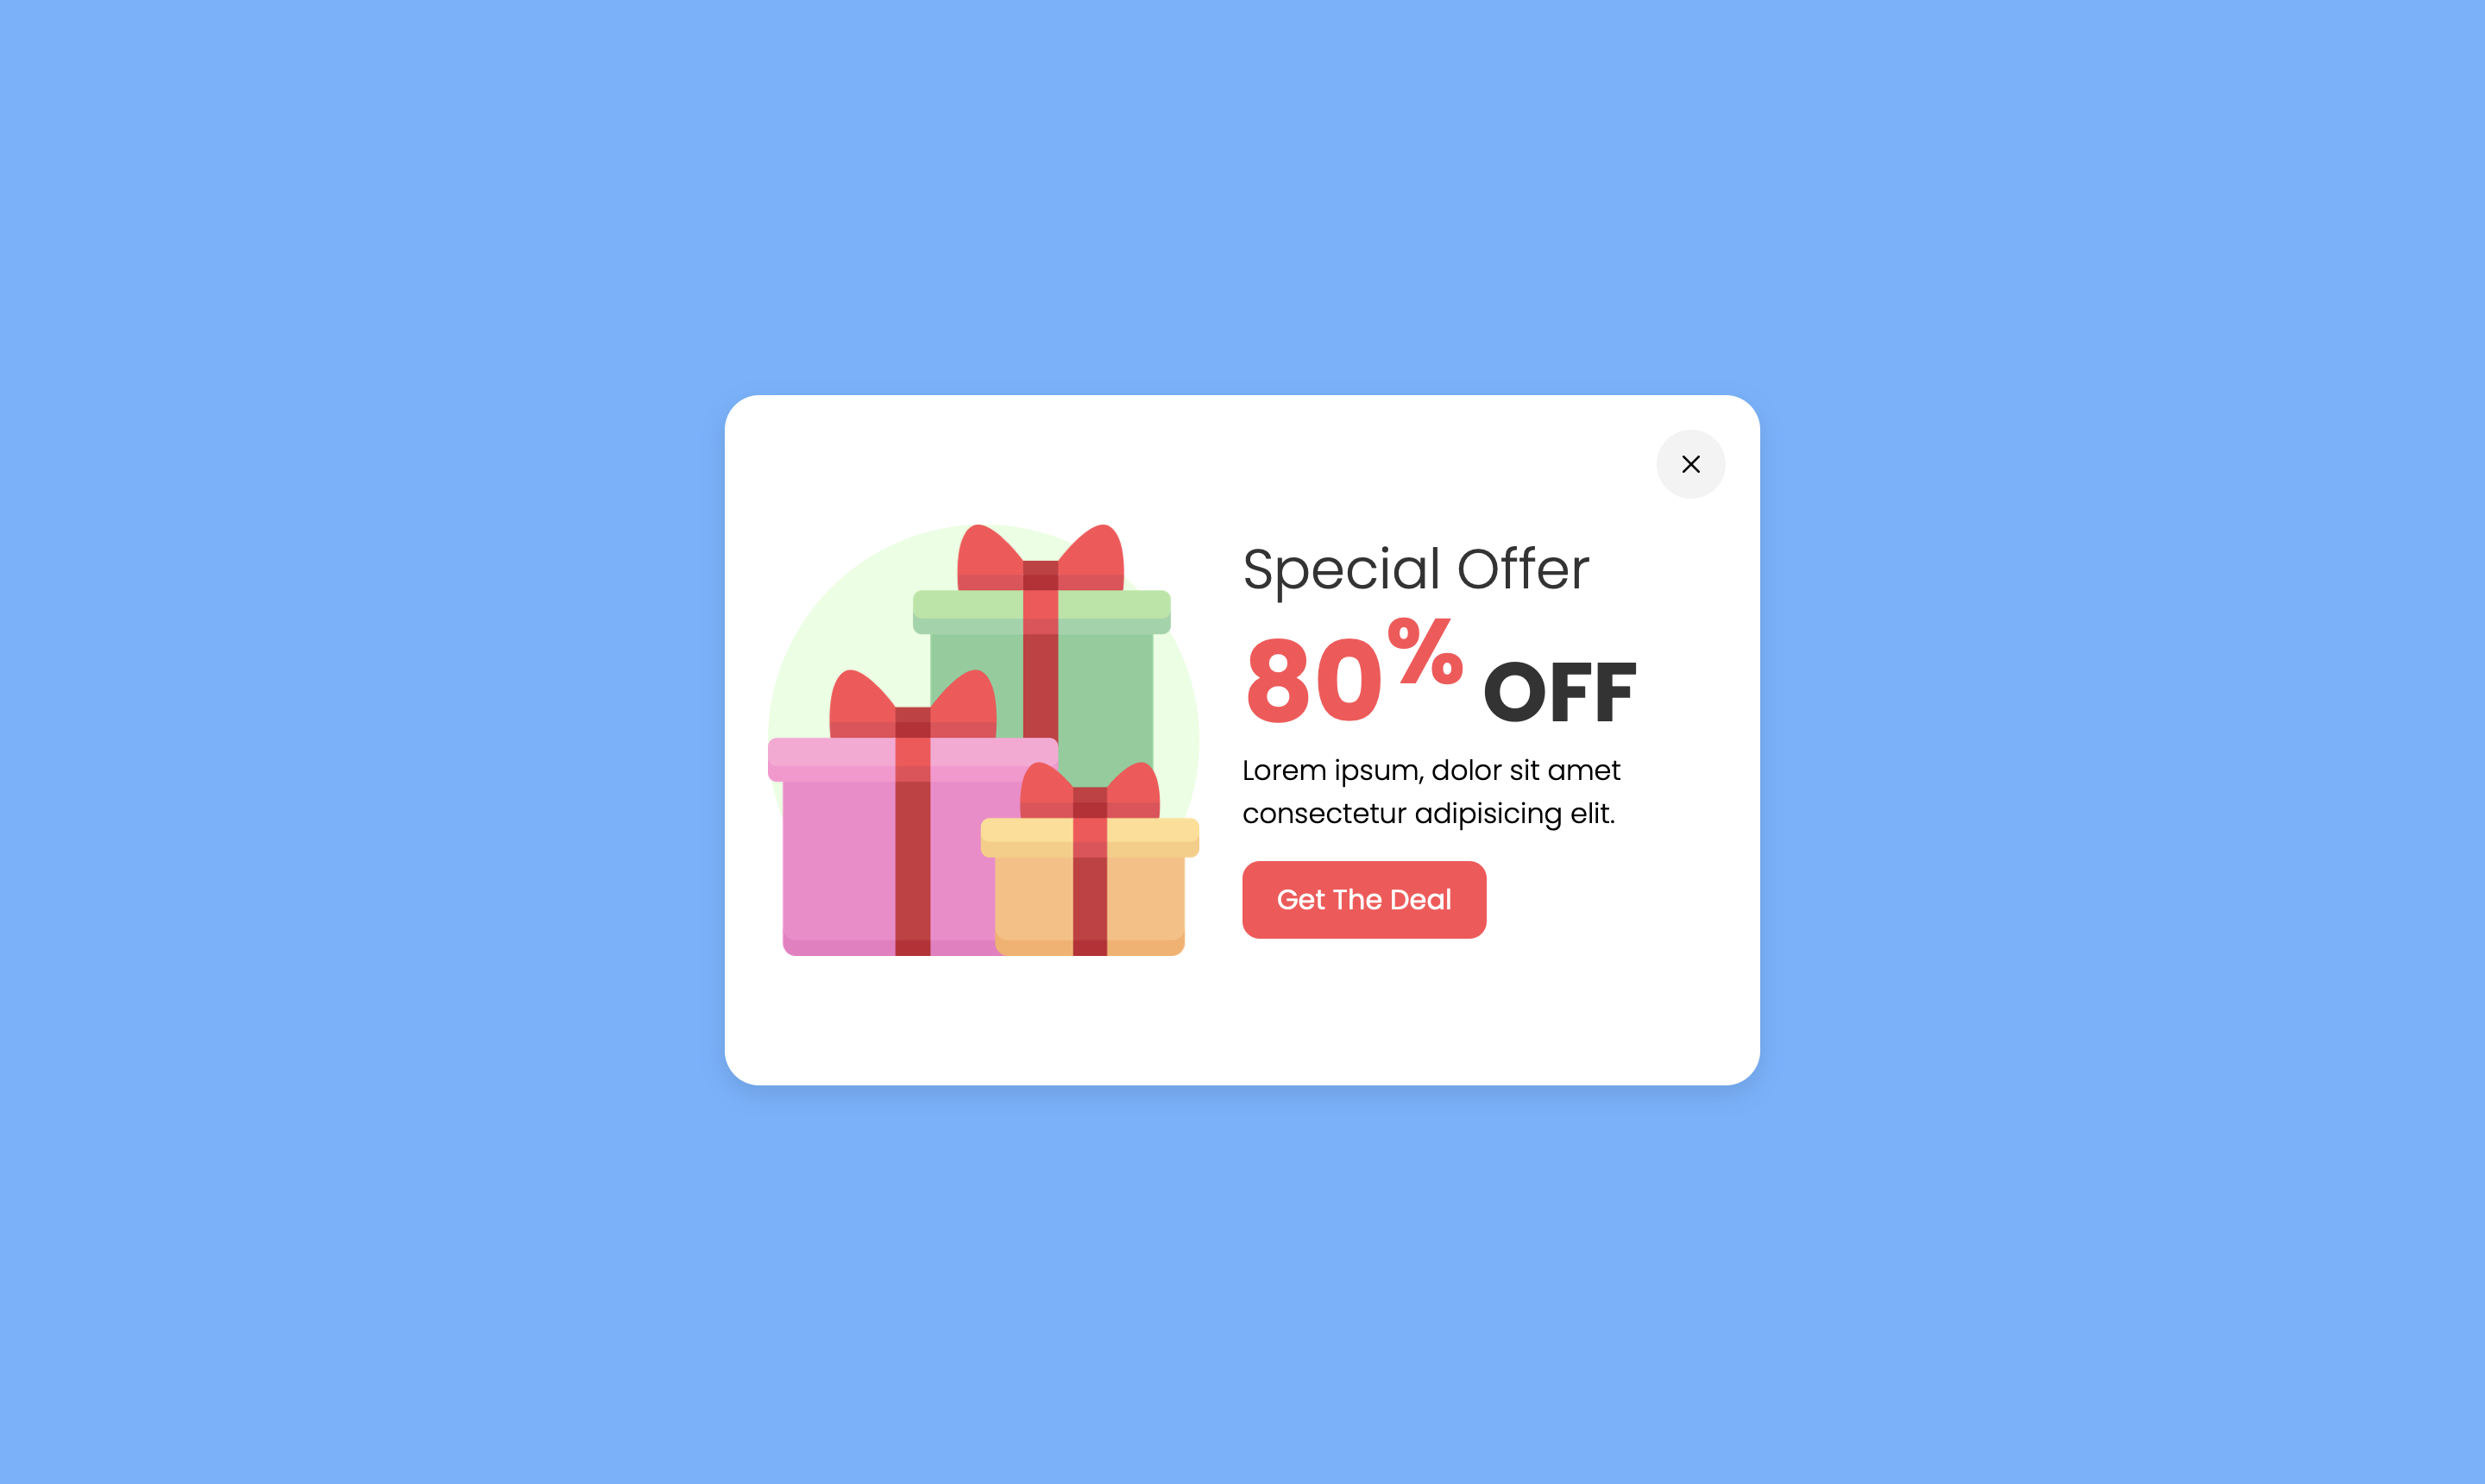 Special Offer
80% OFF
Lorem ipsum, dolor sit amet
consectetur adipisicing elit.
Get The Deal